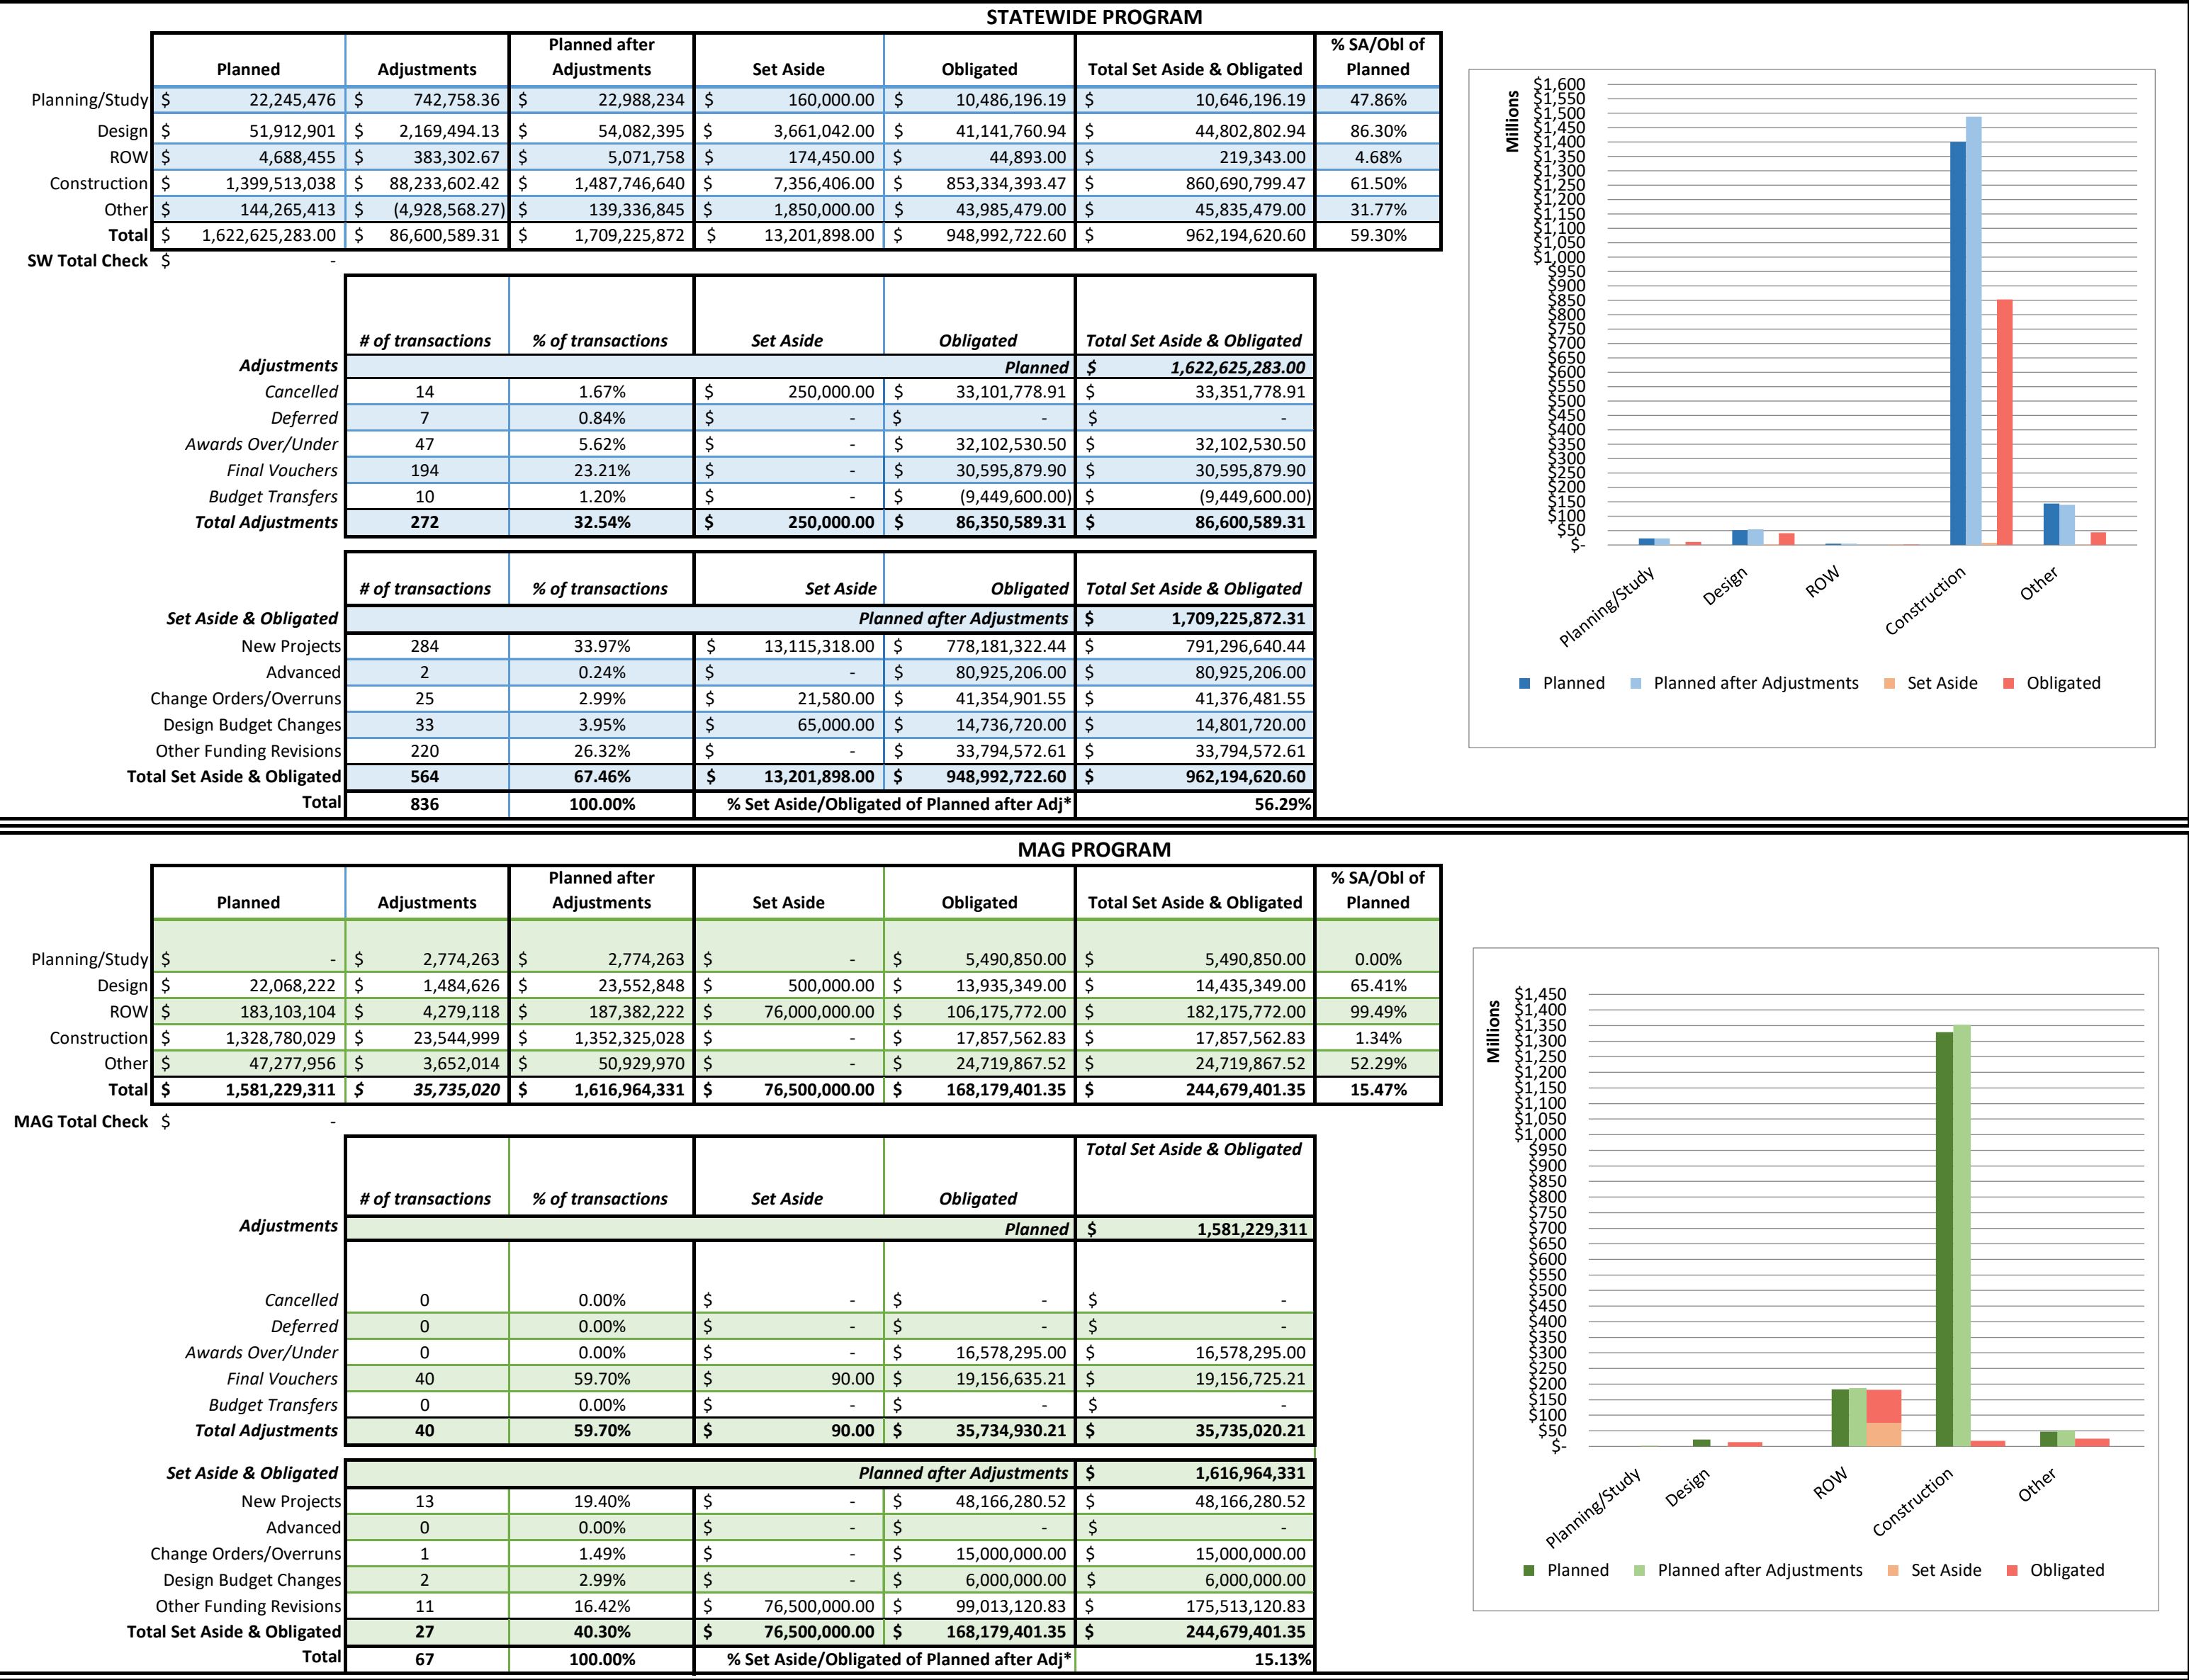 STATEWIDE PROGRAM
Planned Adjustments Planned after Adjustments Set Aside Obligated Total Set Aside & Obligated % SA/Obl of Planned
Planning/Study $ 22,245,476 $ 742,758.36 $ 22,988,234 $ 160,000.00 $ 10,486,196.19 $ 10,646,196.19 47.86%
Design $ 51,912,901 $ 2,169,494.13 $ 54,082,395 $ 3,661,042.00 $ 41,141,760.94 $ 44,802,802.94 86.30%
ROW $ 4,688,455 $ 383,302.67 $ 5,071,758 $ 174,450.00 $ 44,893.00 $ 219,343.00 4.68%
Construction $ 1,399,513,038 $ 88,233,602.42 $ 1,487,746,640 $ 7,356,406.00 $ 853,334,393.47 $ 860,690,799.47 61.50%
Other $ 144,265,413 $ (4,928,568.27) $ 139,336,845 $ 1,850,000.00 $ 43,985,479.00 $ 45,835,479.00 31.77%
Total $ 1,622,625,283.00 $ 86,600,589.31 $ 1,709,225,872 $ 13,201,898.00 $ 948,992,722.60 $ 962,194,620.60 59.30%
SW Total Check $ -
# of transactions % of transactions Set Aside Obligated Total Set Aside & Obligated
Adjustments Planned $ 1,622,625,283.00
Cancelled 14 1.67% $ 250,000.00 $ 33,101,778.91 $ 33,351,778.91
Deferred 7 0.84% $ - $ - $ -
Awards Over/Under 47 5.62% $ - $ 32,102,530.50 $ 32,102,530.50
Final Vouchers 194 23.21% $ - $ 30,595,879.90 $ 30,595,879.90
Budget Transfers 10 1.20% $ - $ (9,449,600.00) $ (9,449,600.00)
Total Adjustments 272 32.54% $ 250,000.00 $ 86,350,589.31 $ 86,600,589.31
# of transactions % of transactions Set Aside Obligated Total Set Aside & Obligated
Set Aside & Obligated Planned after Adjustments $ 1,709,225,872.31
New Projects 284 33.97% $ 13,115,318.00 $ 778,181,322.44 $ 791,296,640.44
Advanced 2 0.24% $ - $ 80,925,206.00 $ 80,925,206.00
Change Orders/Overruns 25 2.99% $ 21,580.00 $ 41,354,901.55 $ 41,376,481.55
Design Budget Changes 33 3.95% $ 65,000.00 $ 14,736,720.00 $ 14,801,720.00
Other Funding Revisions 220 26.32% $ - $ 33,794,572.61 $ 33,794,572.61
Total Set Aside & Obligated 564 67.46% $ 13,201,898.00 $ 948,992,722.60 $ 962,194,620.60
Total 836 100.00% % Set Aside/Obligated of Planned after Adj* 56.29%
Millions
$1,600
$1,550
$1,500
$1,450
$1,400
$1,350
$1,300
$1,250
$1,200
$1,150
$1,100
$1,050
$1,000
$950
$900
$850
$800
$750
$700
$650
$600
$550
$500
$450
$400
$350
$300
$250
$200
$150
$100
$50
$-
Planning/Study Design ROW Construction Other
Planned Planned after Adjustments Set Aside Obligated
MAG PROGRAM
Planned Adjustments Planned after Adjustments Set Aside Obligated Total Set Aside & Obligated % SA/Obl of Planned
Planning/Study $ - $ 2,774,263 $ 2,774,263 $ - $ 5,490,850.00 $ 5,490,850.00 0.00%
Design $ 22,068,222 $ 1,484,626 $ 23,552,848 $ 500,000.00 $ 13,935,349.00 $ 14,435,349.00 65.41%
ROW $ 183,103,104 $ 4,279,118 $ 187,382,222 $ 76,000,000.00 $ 106,175,772.00 $ 182,175,772.00 99.49%
Construction $ 1,328,780,029 $ 23,544,999 $ 1,352,325,028 $ - $ 17,857,562.83 $ 17,857,562.83 1.34%
Other $ 47,277,956 $ 3,652,014 $ 50,929,970 $ - $ 24,719,867.52 $ 24,719,867.52 52.29%
Total $ 1,581,229,311 $ 35,735,020 $ 1,616,964,331 $ 76,500,000.00 $ 168,179,401.35 $ 244,679,401.35 15.47%
MAG Total Check $ -
# of transactions % of transactions Set Aside Obligated Total Set Aside & Obligated
Adjustments Planned $ 1,581,229,311
Cancelled 0 0.00% $ - $ - $ -
Deferred 0 0.00% $ - $ - $ -
Awards Over/Under 0 0.00% $ - $ 16,578,295.00 $ 16,578,295.00
Final Vouchers 40 59.70% $ 90.00 $ 19,156,635.21 $ 19,156,725.21
Budget Transfers 0 0.00% $ - $ - $ -
Total Adjustments 40 59.70% $ 90.00 $ 35,734,930.21 $ 35,735,020.21
Set Aside & Obligated Planned after Adjustments $ 1,616,964,331
New Projects 13 19.40% $ - $ 48,166,280.52 $ 48,166,280.52
Advanced 0 0.00% $ - $ - $ -
Change Orders/Overruns 1 1.49% $ - $ 15,000,000.00 $ 15,000,000.00
Design Budget Changes 2 2.99% $ - $ 6,000,000.00 $ 6,000,000.00
Other Funding Revisions 11 16.42% $ 76,500,000.00 $ 99,013,120.83 $ 175,513,120.83
Total Set Aside & Obligated 27 40.30% $ 76,500,000.00 $ 168,179,401.35 $ 244,679,401.35
Total 67 100.00% % Set Aside/Obligated of Planned after Adj* 15.13%
Millions
$1,450
$1,400
$1,350
$1,300
$1,250
$1,200
$1,150
$1,100
$1,050
$1,000
$950
$900
$850
$800
$750
$700
$650
$600
$550
$500
$450
$400
$350
$300
$250
$200
$150
$100
$50
$-
Planning/Study Design ROW Construction Other
Planned Planned after Adjustments Set Aside Obligated